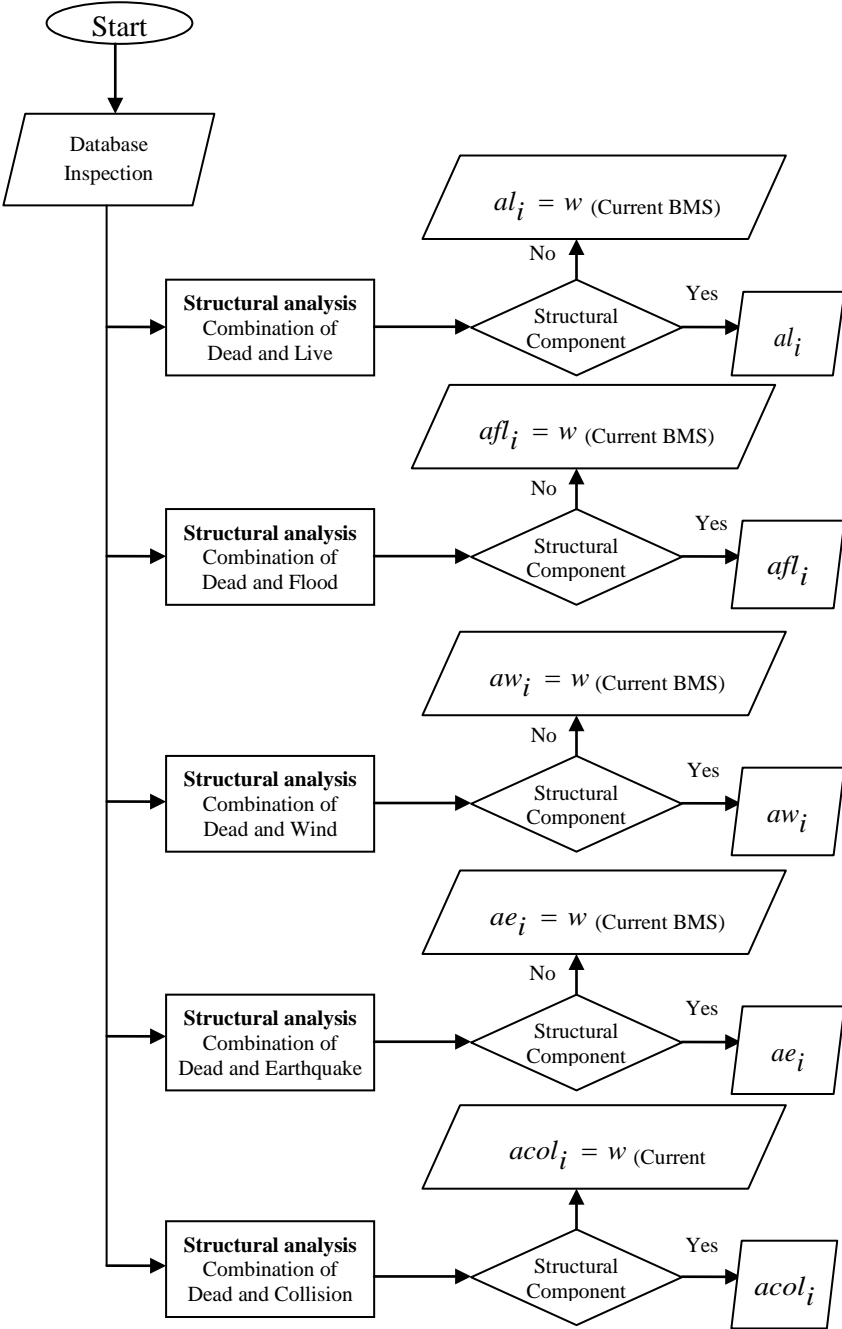 Start
Database
Inspection
al_i = w (Current BMS)
No
Structural analysis
Combination of
Dead and Live
Structural
Component
Yes
al_i
afl_i = w (Current BMS)
No
Structural analysis
Combination of
Dead and Flood
Structural
Component
Yes
afl_i
aw_i = w (Current BMS)
No
Structural analysis
Combination of
Dead and Wind
Structural
Component
Yes
aw_i
ae_i = w (Current BMS)
No
Structural analysis
Combination of
Dead and Earthquake
Structural
Component
Yes
ae_i
acol_i = w (Current
Structural analysis
Combination of
Dead and Collision
Structural
Component
Yes
acol_i